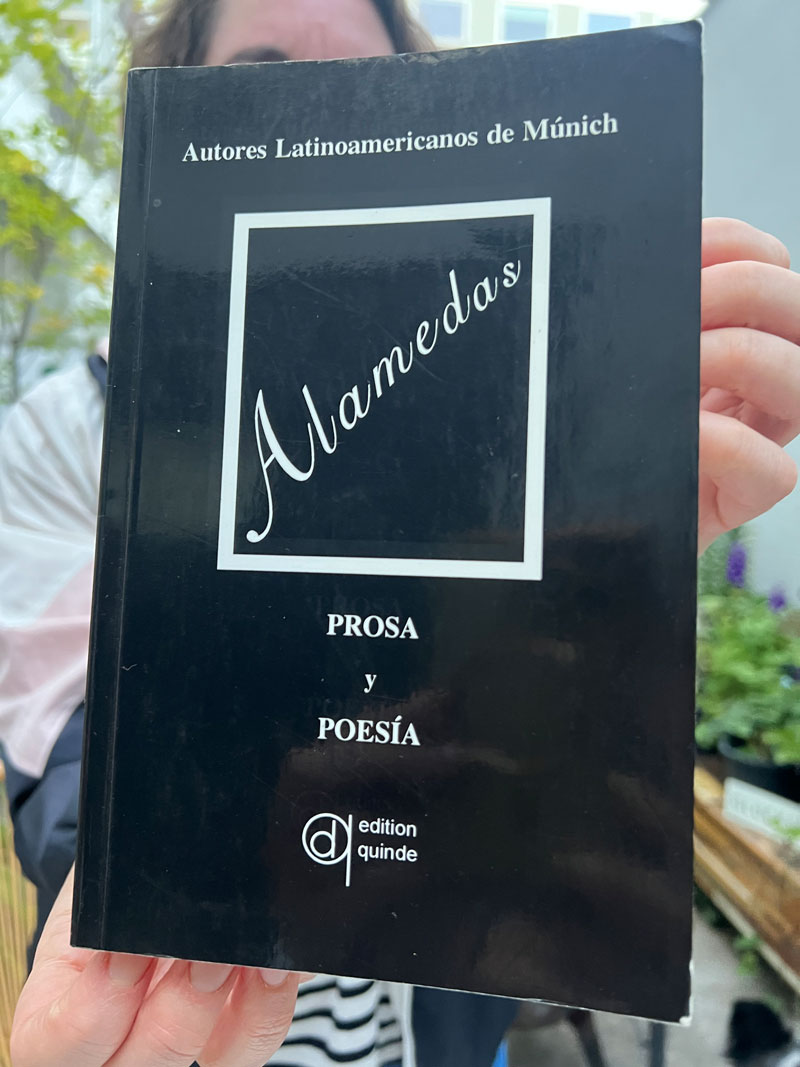 Autores Latinoamericanos de Múnich
Alamedas
PROSA
y
POESÍA
edition
quinde